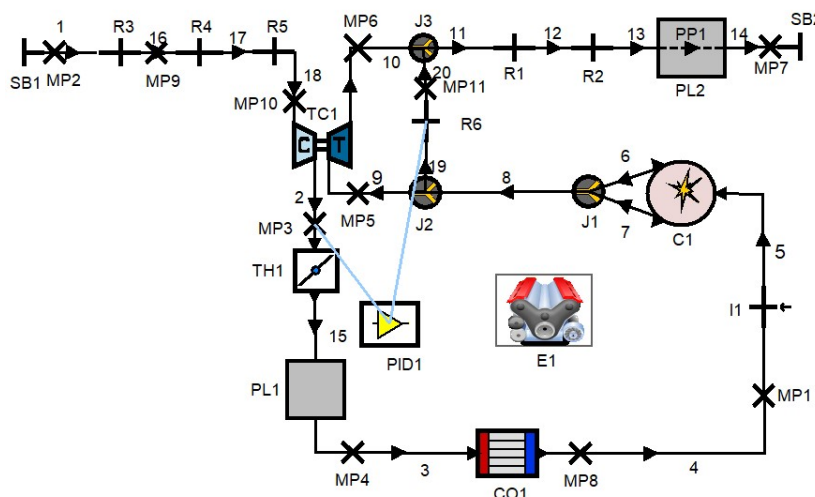 1 R3 16 R4 17 R5 MP6 J3 11 12 13 PP1 14 SB2
SB1 MP2 MP9 10 R1 R2 PL2 MP7
18 20 MP11
MP10 TC1 R6
C T
19 6
2 9 8
MP5 J2 J1 7 C1
MP3 5
TH1
I1
15 PID1 E1
PL1
MP1
MP4 3 MP8 4
CO1